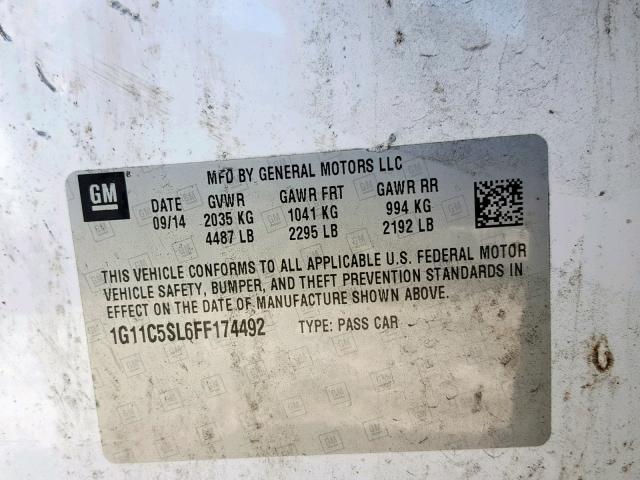 GM
MFD BY GENERAL MOTORS LLC
DATE GVWR GAWR FRT GAWR RR
09/14 2035 KG 1041 KG 994 KG
4487 LB 2295 LB 2192 LB
THIS VEHICLE CONFORMS TO ALL APPLICABLE U.S. FEDERAL MOTOR
VEHICLE SAFETY, BUMPER, AND THEFT PREVENTION STANDARDS IN
EFFECT ON THE DATE OF MANUFACTURE SHOWN ABOVE.
1G11C5SL6FF174492 TYPE: PASS CAR